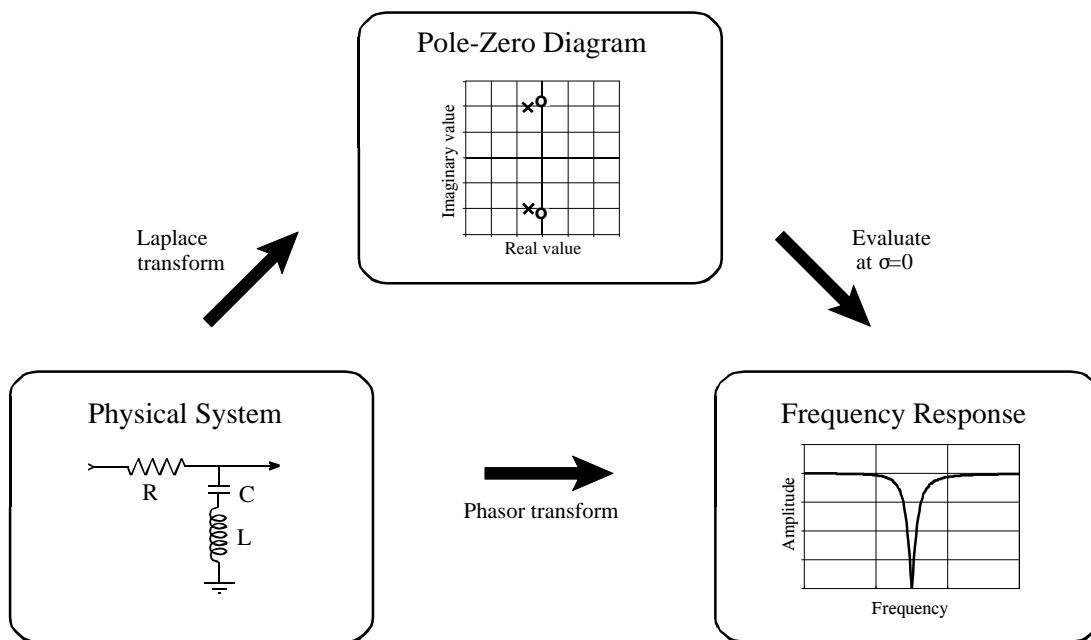 Pole-Zero Diagram
Imaginary value
Real value
Laplace
transform
Evaluate
at σ=0
Physical System
R
C
L
Phasor transform
Frequency Response
Amplitude
Frequency